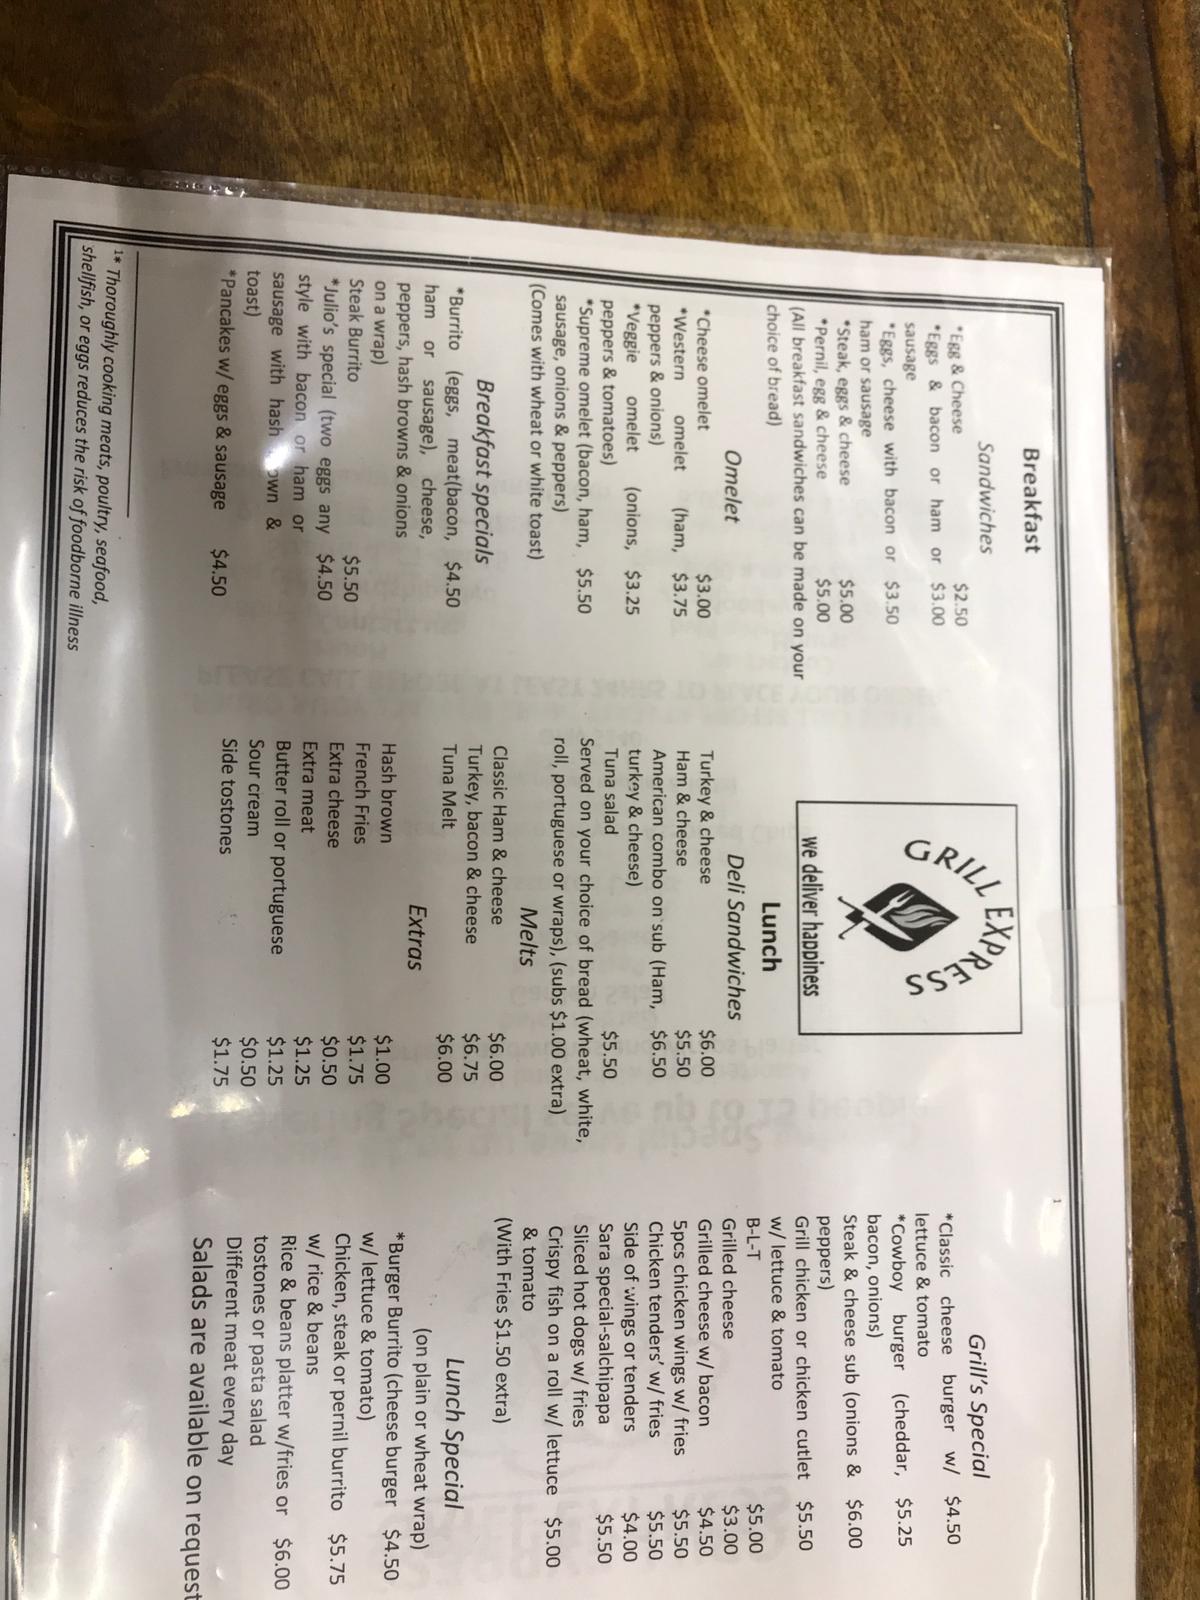 Breakfast
Sandwiches
*Egg & Cheese $2.50
*Eggs & bacon or ham or $3.00
sausage
*Eggs, cheese with bacon or $3.50
ham or sausage
*Steak, eggs & cheese $5.00
*Pernil, egg & cheese $5.00
(All breakfast sandwiches can be made on your
choice of bread)
Omelet
*Cheese omelet $3.00
*Western omelet (ham, $3.75
peppers & onions)
*Veggie omelet (onions, $3.25
peppers & tomatoes)
*Supreme omelet (bacon, ham, $5.50
sausage, onions & peppers)
(Comes with wheat or white toast)
Breakfast specials
*Burrito (eggs, meat(bacon, $4.50
ham or sausage), cheese,
peppers, hash browns & onions
on a wrap)
Steak Burrito $5.50
*Julio's special (two eggs any $4.50
style with bacon or ham or
sausage with hash &
toast)
*Pancakes w/ eggs & sausage $4.50
1* Thoroughly cooking meats, poultry, seafood,
shellfish, or eggs reduces the risk of foodborne illness
GRILL EXPRESS
we deliver happiness
Lunch
Deli Sandwiches
Turkey & cheese $6.00
Ham & cheese $5.50
American combo on sub (Ham, $6.50
turkey & cheese)
Tuna salad $5.50
Served on your choice of bread (wheat, white,
roll, portuguese or wraps), (subs $1.00 extra)
Melts
Classic Ham & cheese $6.00
Turkey, bacon & cheese $6.75
Tuna Melt $6.00
Extras
Hash brown $1.00
French Fries $1.75
Extra cheese $0.50
Extra meat $1.25
Butter roll or portuguese $1.25
Sour cream $0.50
Side tostones $1.75
1
Grill's Special
*Classic cheese burger w/ $4.50
lettuce & tomato
*Cowboy burger (cheddar, $5.25
bacon, onions)
Steak & cheese sub (onions & $6.00
peppers)
Grill chicken or chicken cutlet $5.50
w/ lettuce & tomato
B-L-T $5.00
Grilled cheese $3.00
Grilled cheese w/ bacon $4.50
5pcs chicken wings w/ fries $5.50
Chicken tenders' w/ fries $5.50
Side of wings or tenders $4.00
Sara special-salchipapa $5.50
Sliced hot dogs w/ fries
Crispy fish on a roll w/ lettuce $5.00
& tomato
(With Fries $1.50 extra)
Lunch Special
(on plain or wheat wrap)
*Burger Burrito (cheese burger $4.50
w/ lettuce & tomato)
Chicken, steak or pernil burrito $5.75
w/ rice & beans
Rice & beans platter w/fries or $6.00
tostones or pasta salad
Different meat every day
Salads are available on request